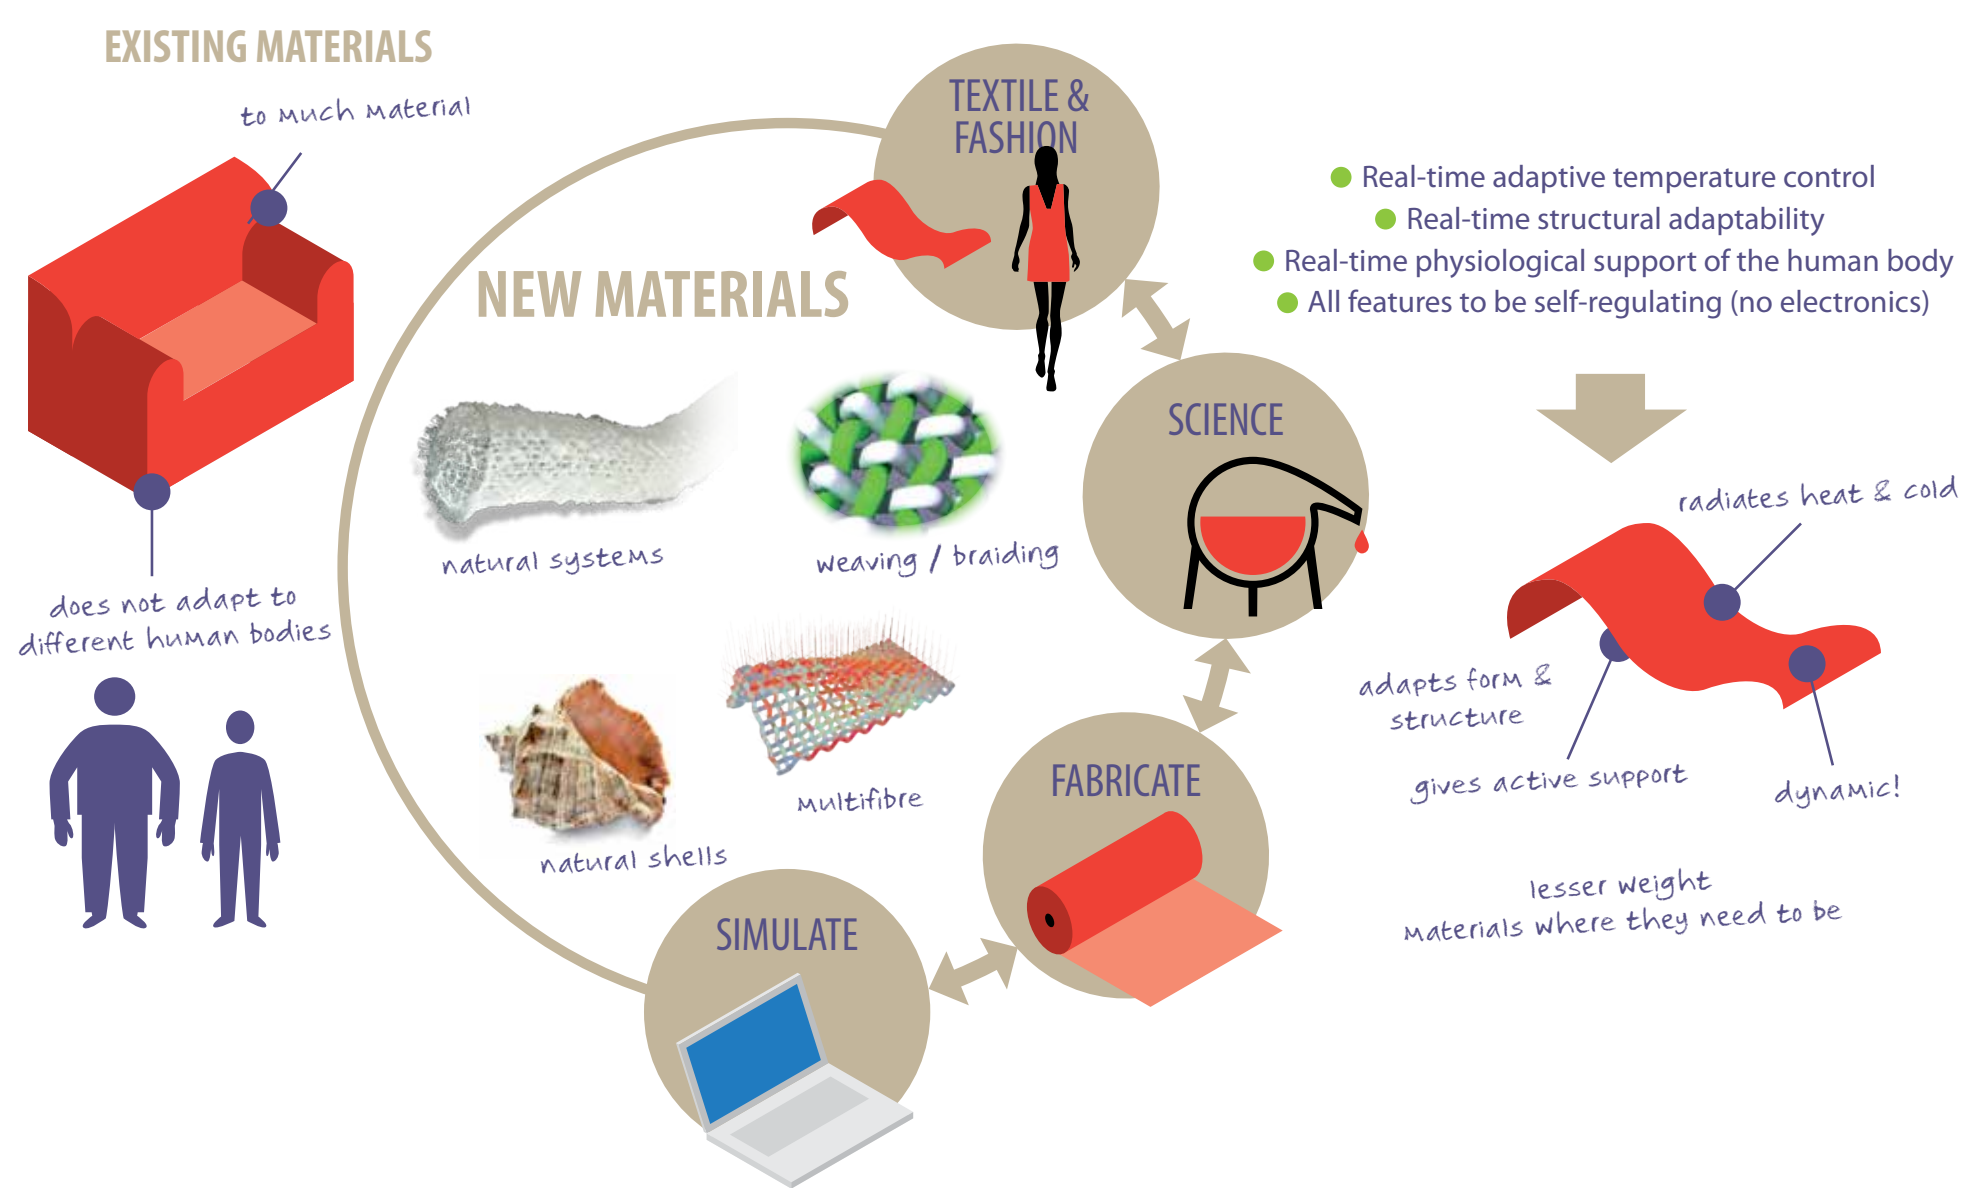 EXISTING MATERIALS
to much material
does not adapt to
different human bodies
NEW MATERIALS
natural systems
weaving / braiding
natural shells
multifibre
TEXTILE &
FASHION
SCIENCE
FABRICATE
SIMULATE
Real-time adaptive temperature control
Real-time structural adaptability
Real-time physiological support of the human body
All features to be self-regulating (no electronics)
radiates heat & cold
adapts form &
structure
gives active support
dynamic!
lesser weight
materials where they need to be